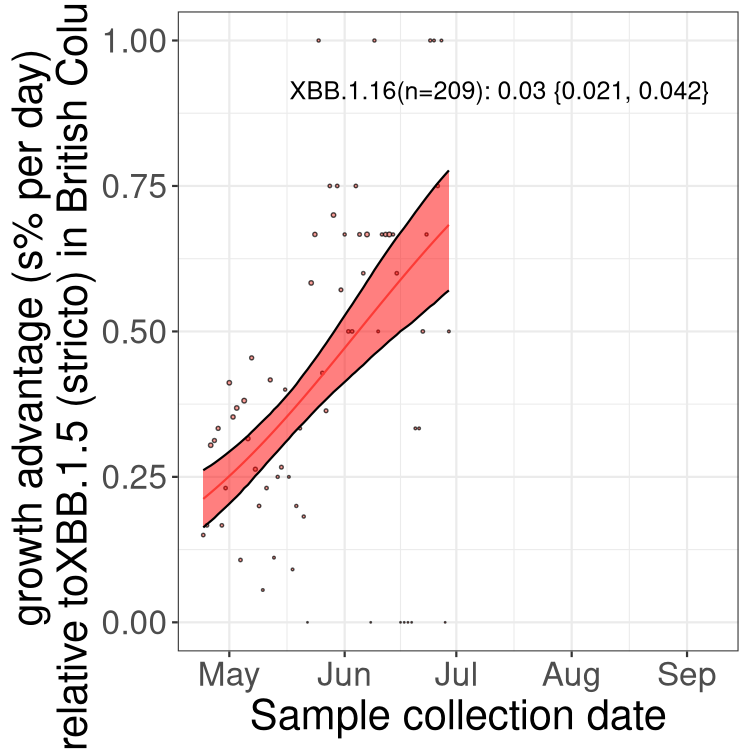 growth advantage (s% per day)
relative toXBB.1.5 (stricto) in British Colu
1.00
0.75
0.50
0.25
0.00
XBB.1.16(n=209): 0.03 {0.021, 0.042}
May Jun Jul Aug Sep
Sample collection date